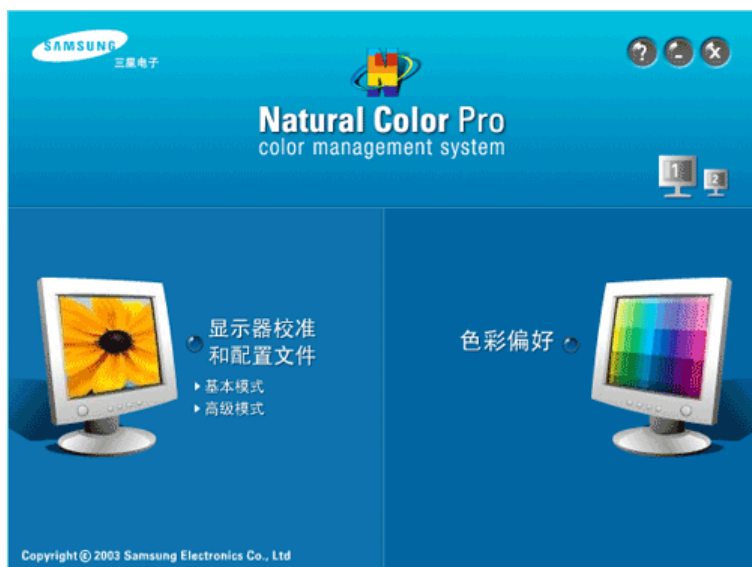 SAMSUNG
三星电子
Natural Color Pro
color management system
1
2
显示器校准
和配置文件
基本模式
高级模式
色彩偏好
Copyright © 2003 Samsung Electronics Co., Ltd